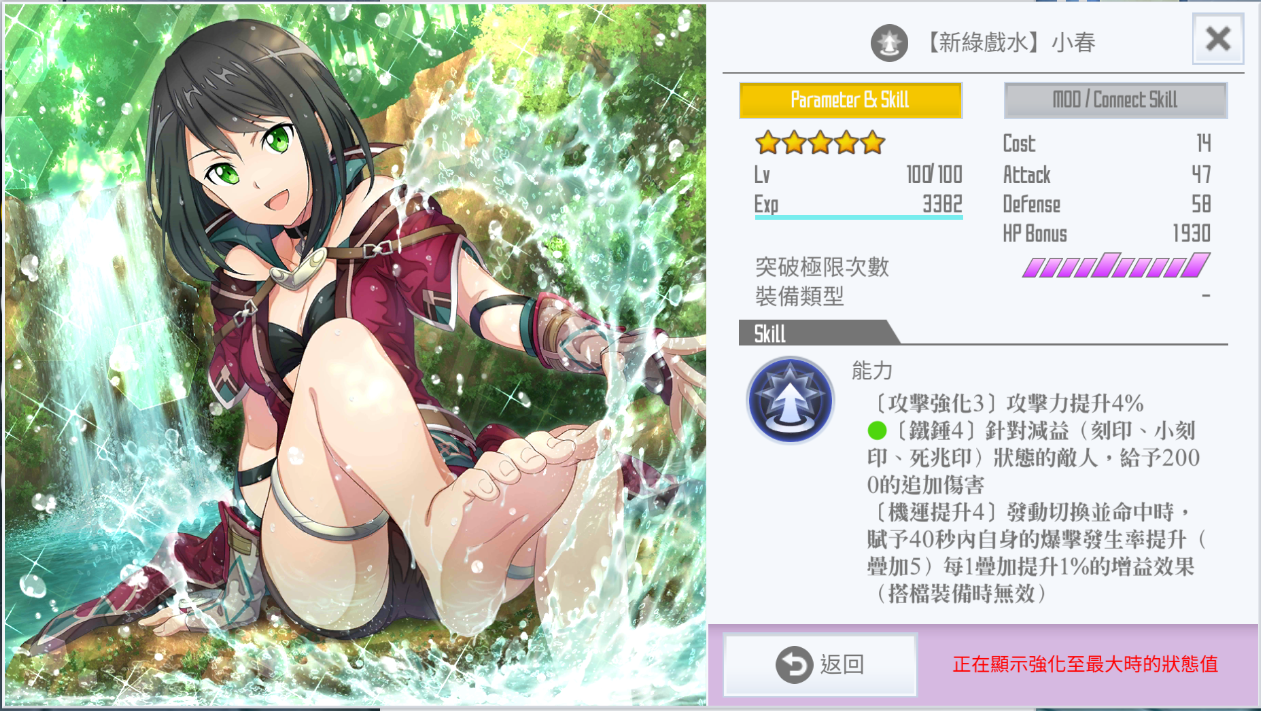 【新綠戲水】小春
Parameter & Skill
MOD / Connect Skill
Lv 100/100
Exp 3382
Cost 14
Attack 47
Defense 58
HP Bonus 1930
突破極限次數
裝備類型 -
Skill
能力
〔攻擊強化3〕攻擊力提升4%
〔鐵錘4〕針對減益（刻印、小刻
印、死兆印）狀態的敵人，給予200
0的追加傷害
〔機運提升4〕發動切換並命中時，
賦予40秒內自身的爆擊發生率提升（
疊加5）每1疊加提升1%的增益效果
（搭檔裝備時無效）
返回
正在顯示強化至最大時的狀態值